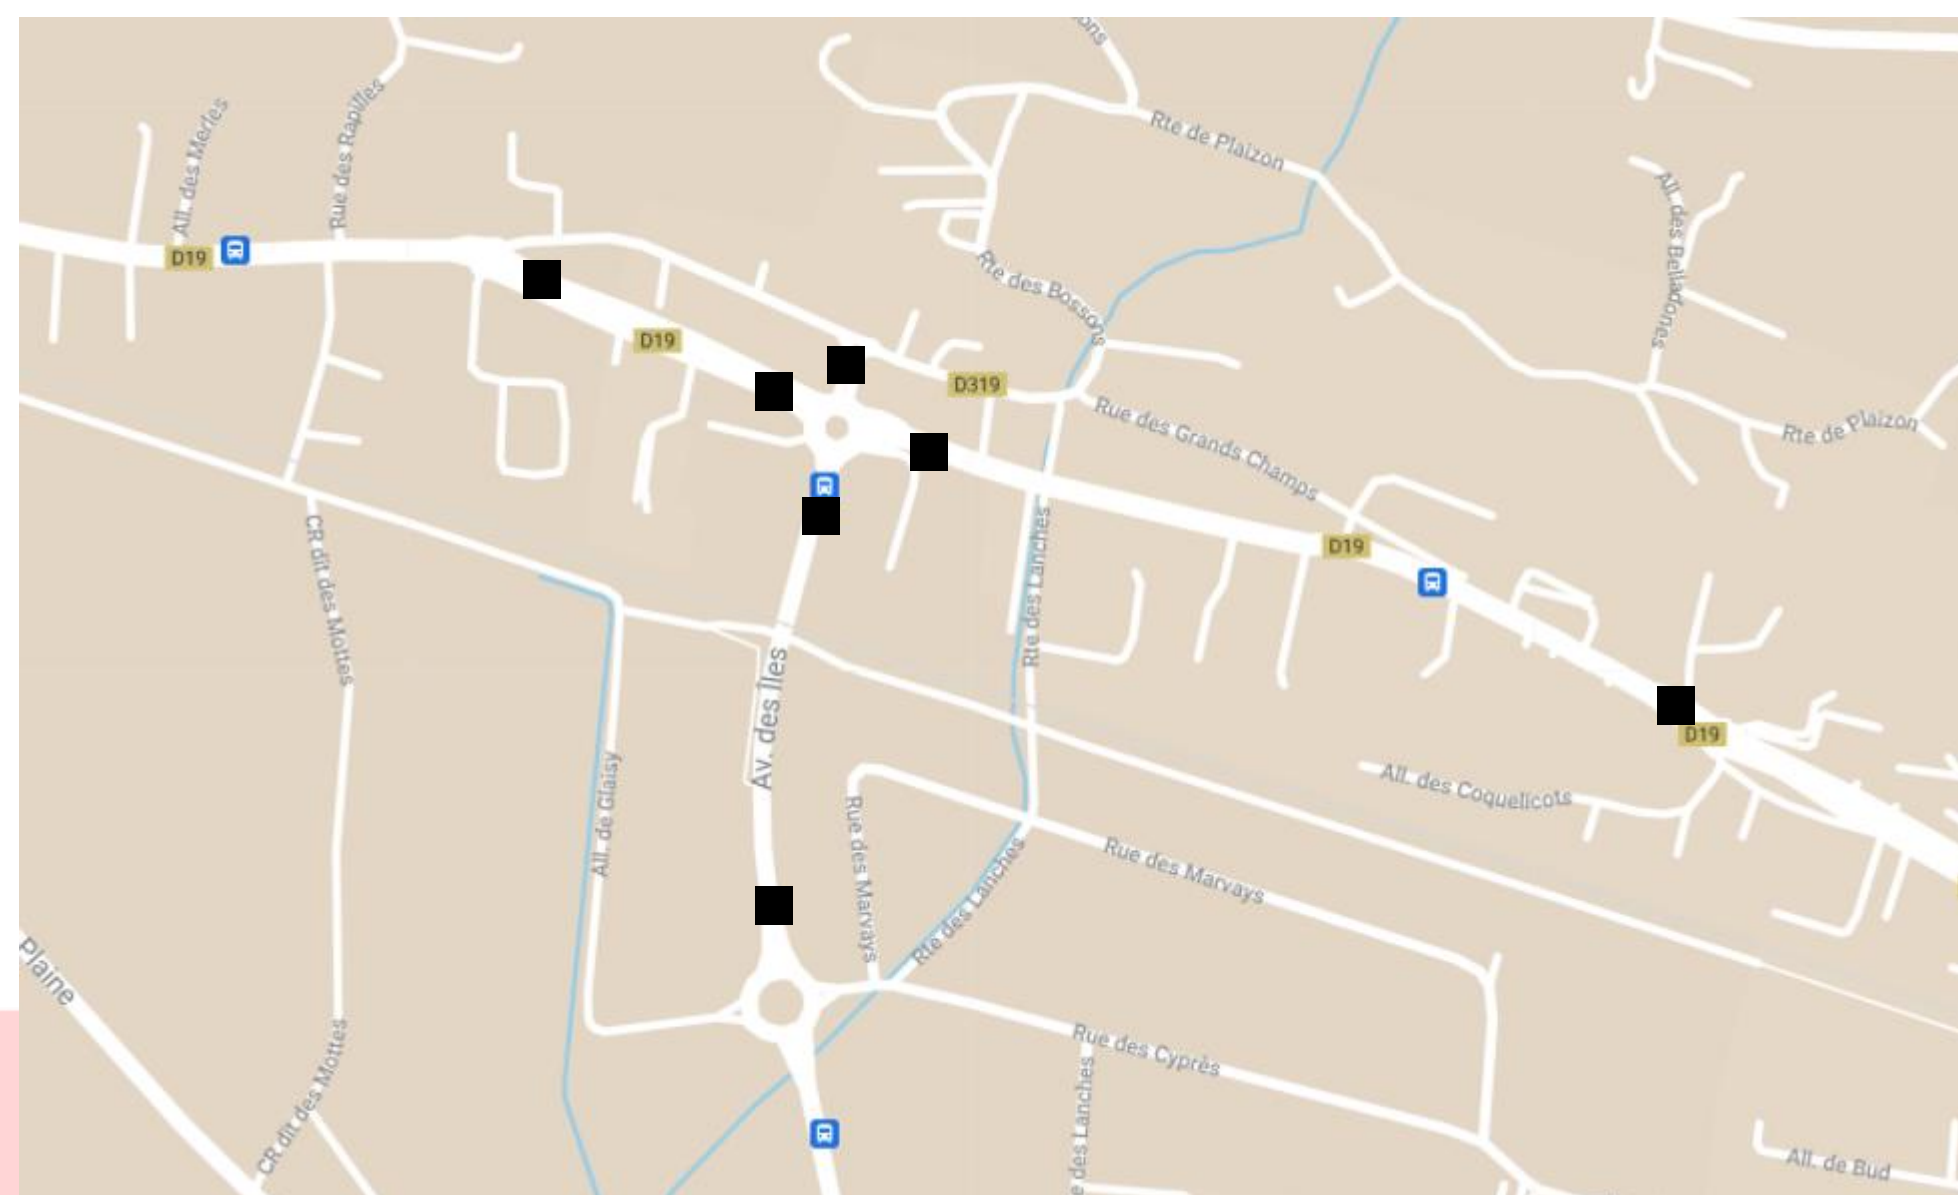 Rte de Plaizon
All. des Merles
Rue des Rapilles
All. des Belladones
D19
Rte des Bossons
D19
D319
Rue des Grands Champs
Rte de Plaizon
D19
CR dit des Mottes
Rte des Lanches
Av. des Îles
D19
All. des Coquelicots
All. de Glaisy
Rue des Marvays
Rue des Marvays
Rte des Lanches
Plaine
CR dit des Mottes
Rue des Cyprès
e des Lanches
All. de Bud